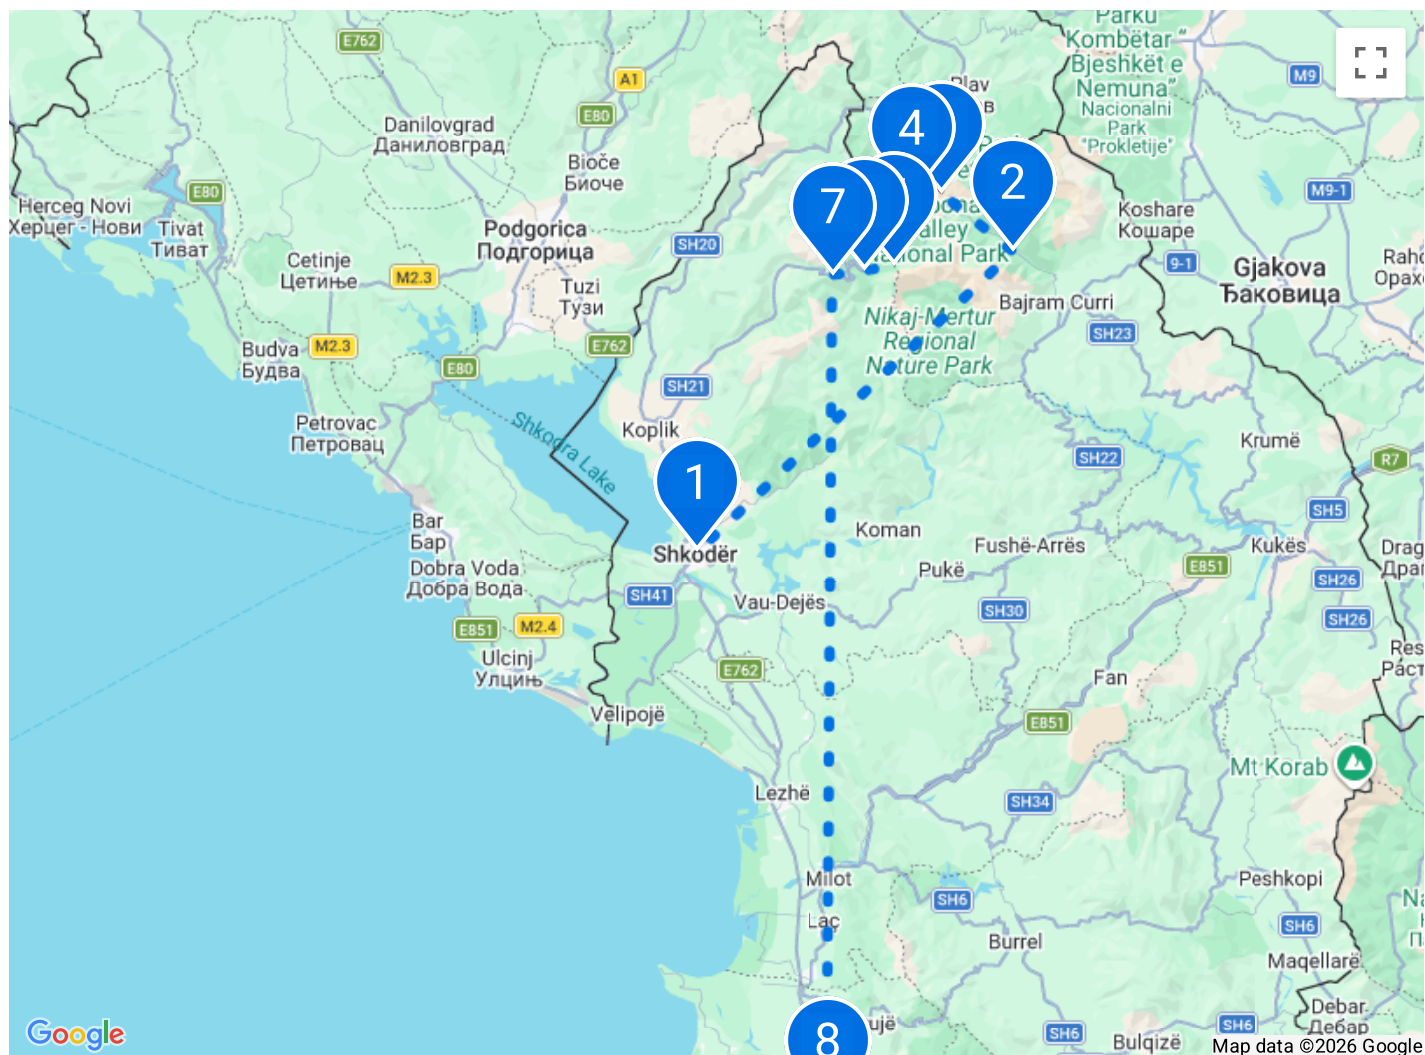 Parku
Kombëtar "
Bjeshkët e
Nemuna"
Nacionalni
Park
"Prokletije"
E762
A1
E80
M9
Plav
Danilovgrad
Даниловград
Bioče
Биоче
4
2
7
E80
M9-1
Herceg Novi
Херцег - Нови
Tivat
Тиват
Podgorica
Подгорица
SH20
Koshare
Кошаре
alley
National Park
Cetinje
Цетиње
M2.3
Tuzi
Тузи
9-1
Gjakova
Ђаковица
Bajram Curri
Nikaj-Mertur
Regional
Nature Park
SH23
Budva
Будва
M2.3
E762
E80
SH21
Petrovac
Петровац
Shkodra Lake
Koplik
Krumë
SH22
R7
1
Shkodër
Bar
Бар
Koman
Fushë-Arrës
SH5
Kukës
Pukë
E851
SH26
Dobra Voda
Добра Вода
SH41
Vau-Dejës
SH30
SH26
E851
M2.4
Ulcinj
Улцињ
E762
Fan
Velipojë
E851
Mt Korab
Lezhë
SH34
Milot
SH6
Peshkopi
Laç
SH6
Burrel
Maqellarë
8
SH6
SH6
Debar
Дебар
Bulqizë
Google
Map data ©2026 Google